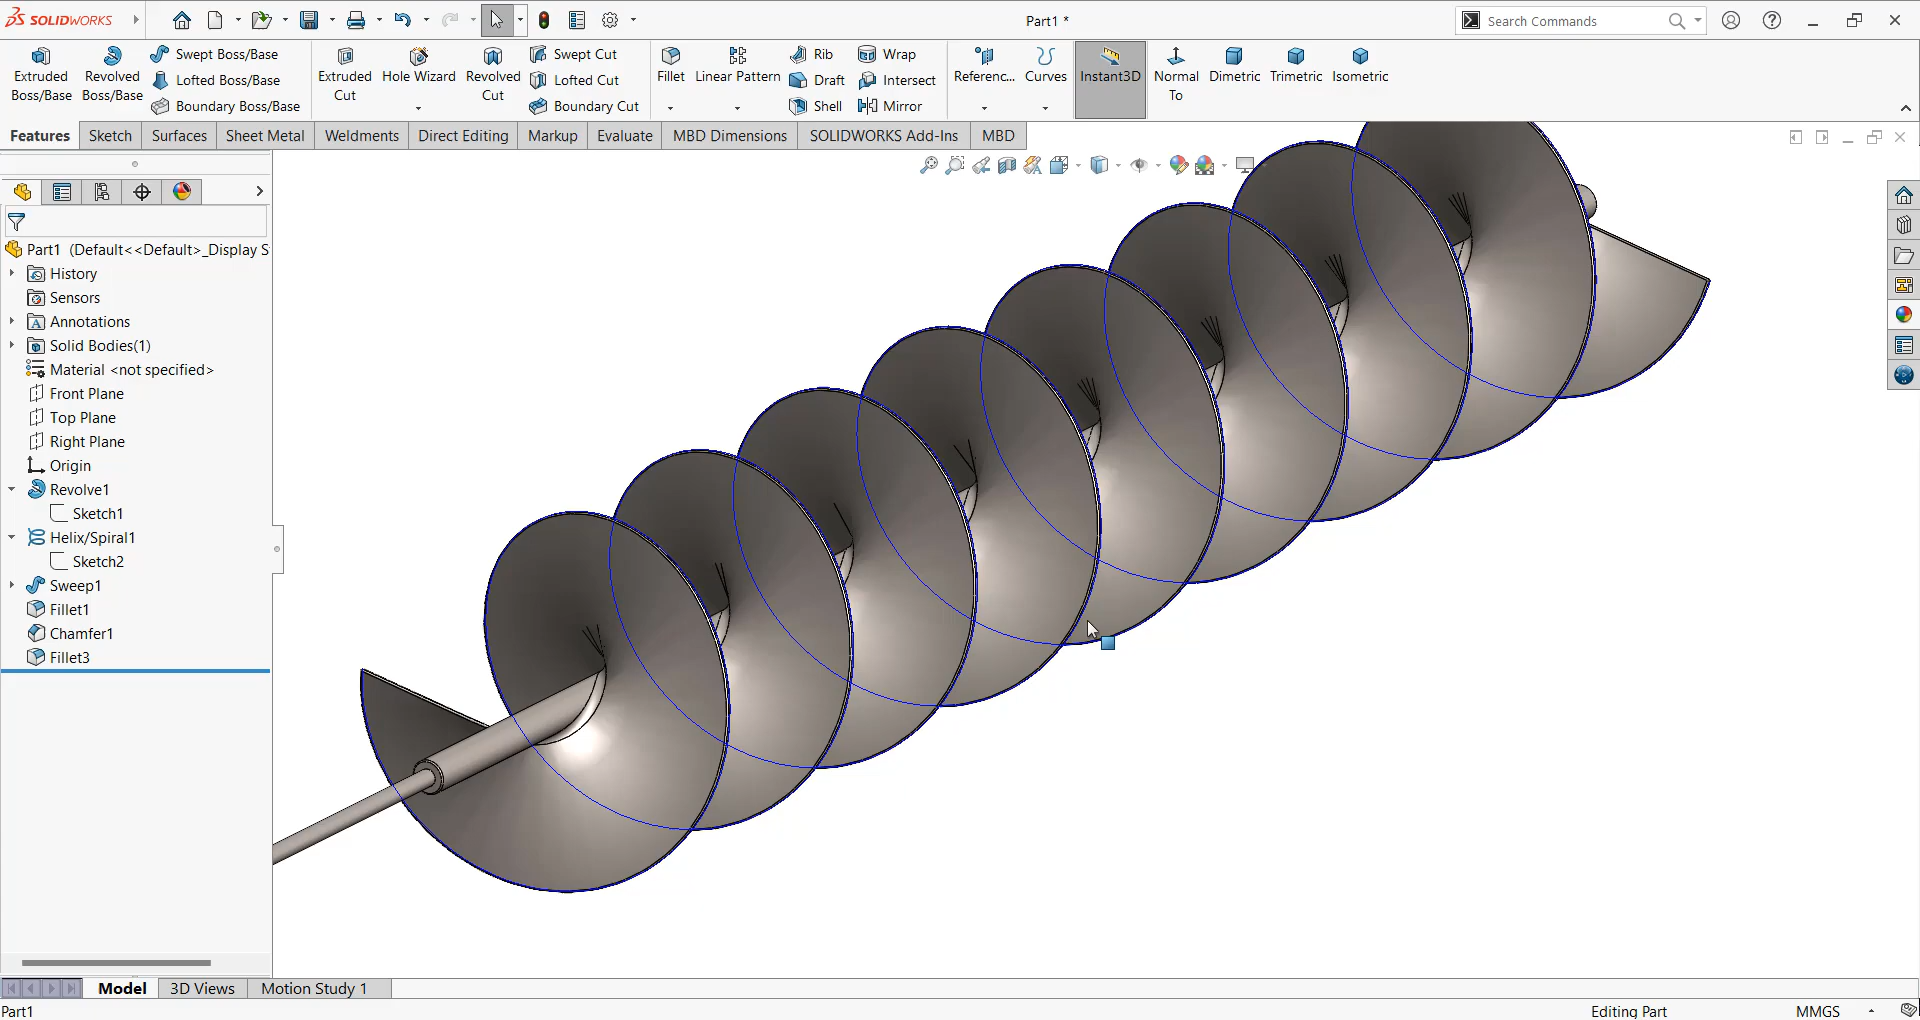 SOLIDWORKS
Part1 *
Search Commands
Extruded Boss/Base
Revolved Boss/Base
Swept Boss/Base
Lofted Boss/Base
Boundary Boss/Base
Extruded Cut
Hole Wizard
Revolved Cut
Swept Cut
Lofted Cut
Boundary Cut
Fillet
Linear Pattern
Rib
Draft
Shell
Wrap
Intersect
Mirror
Referenc...
Curves
Instant3D
Normal To
Dimetric
Trimetric
Isometric
Features
Sketch
Surfaces
Sheet Metal
Weldments
Direct Editing
Markup
Evaluate
MBD Dimensions
SOLIDWORKS Add-Ins
MBD
Part1 (Default<<Default>_Display S
History
Sensors
Annotations
Solid Bodies(1)
Material <not specified>
Front Plane
Top Plane
Right Plane
Origin
Revolve1
Sketch1
Helix/Spiral1
Sketch2
Sweep1
Fillet1
Chamfer1
Fillet3
Model
3D Views
Motion Study 1
Part1
Editing Part
MMGS